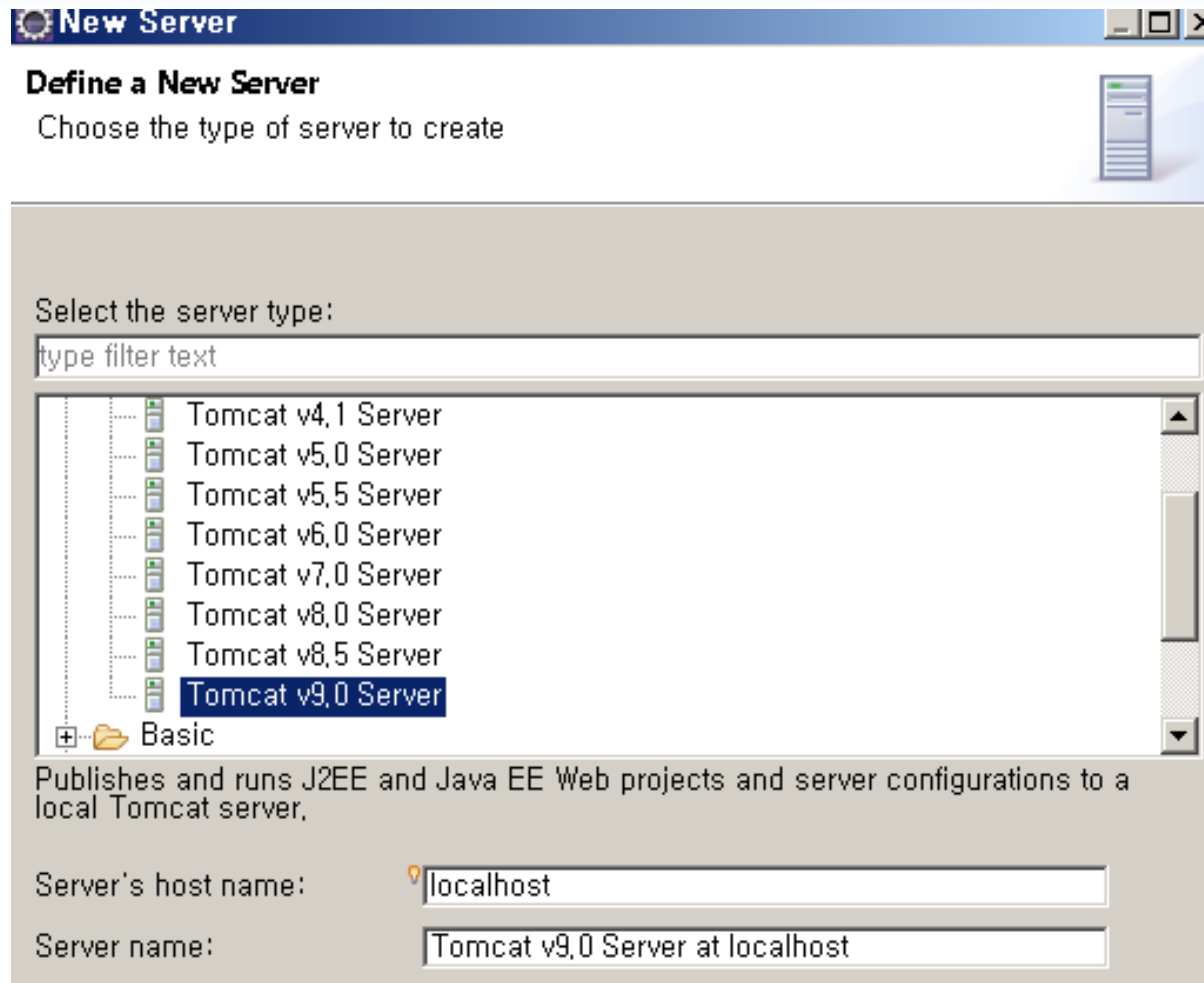 New Server
Define a New Server
Choose the type of server to create
Select the server type:
type filter text
Tomcat v4,1 Server
Tomcat v5,0 Server
Tomcat v5,5 Server
Tomcat v6,0 Server
Tomcat v7,0 Server
Tomcat v8,0 Server
Tomcat v8,5 Server
Tomcat v9,0 Server
Basic
Publishes and runs J2EE and Java EE Web projects and server configurations to a
local Tomcat server,
Server's host name: localhost
Server name: Tomcat v9,0 Server at localhost